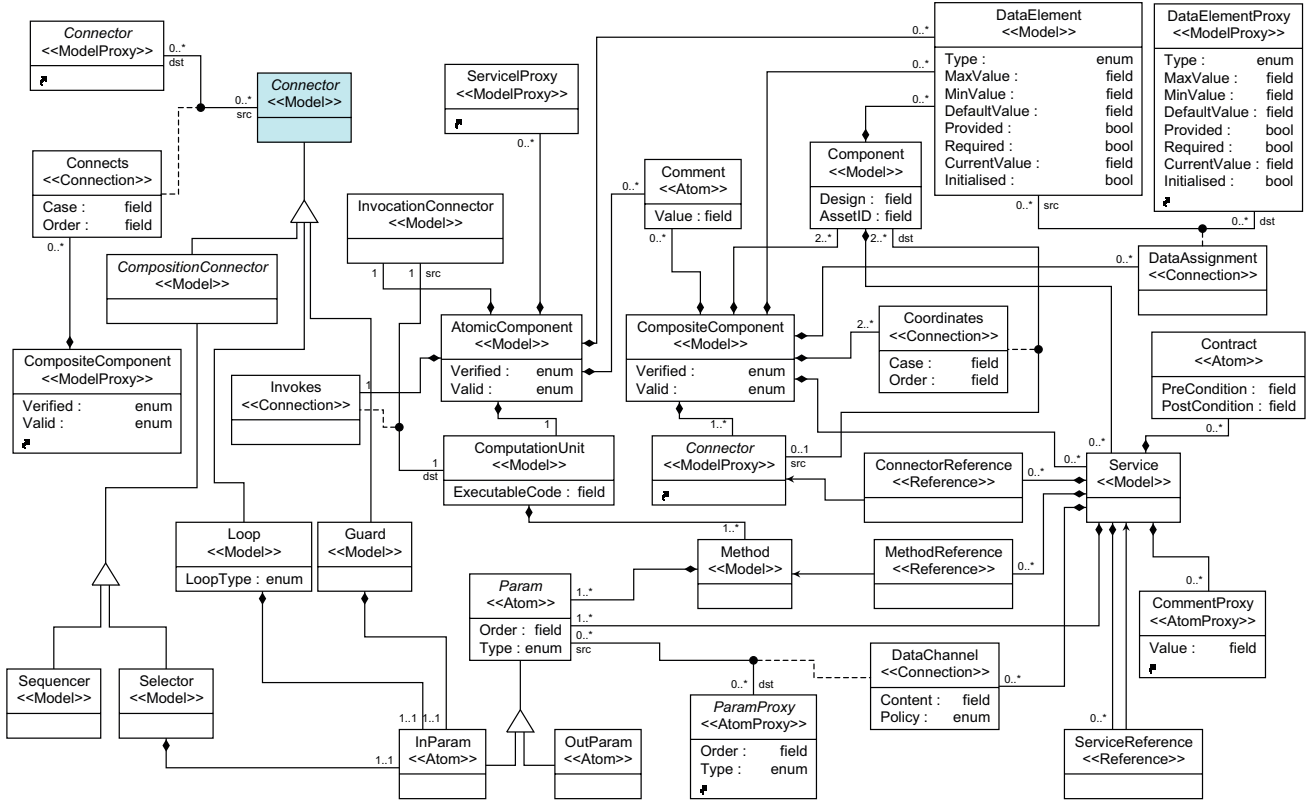 Connector
<<ModelProxy>>
0..*
dst
Connector
<<Model>>
0..*
src
Connects
<<Connection>>
Case : field
Order : field
0..*
CompositionConnector
<<Model>>
CompositeComponent
<<ModelProxy>>
Verified : enum
Valid : enum
InvocationConnector
<<Model>>
1
1
src
ServicelProxy
<<ModelProxy>>
0..*
Comment
<<Atom>>
Value : field
0..*
0..*
Component
<<Model>>
Design : field
AssetID : field
2..*
2..*
dst
DataElement
<<Model>>
Type : enum
MaxValue : field
MinValue : field
DefaultValue : field
Provided : bool
Required : bool
CurrentValue : field
Initialised : bool
0..*
0..*
0..*
0..*
src
DataElementProxy
<<ModelProxy>>
Type : enum
MaxValue : field
MinValue : field
DefaultValue : field
Provided : bool
Required : bool
CurrentValue : field
Initialised : bool
0..*
dst
DataAssignment
<<Connection>>
0..*
AtomicComponent
<<Model>>
Verified : enum
Valid : enum
CompositeComponent
<<Model>>
Verified : enum
Valid : enum
Coordinates
<<Connection>>
Case : field
Order : field
2..*
Contract
<<Atom>>
PreCondition : field
PostCondition : field
0..*
Invokes
<<Connection>>
1
ComputationUnit
<<Model>>
ExecutableCode : field
1
1
dst
Connector
<<ModelProxy>>
1..*
0..1
src
ConnectorReference
<<Reference>>
0..*
Service
<<Model>>
0..*
0..*
Loop
<<Model>>
LoopType : enum
Guard
<<Model>>
Method
<<Model>>
1..*
MethodReference
<<Reference>>
0..*
Param
<<Atom>>
Order : field
Type : enum
1..*
1..*
0..*
src
CommentProxy
<<AtomProxy>>
Value : field
0..*
DataChannel
<<Connection>>
Content : field
Policy : enum
0..*
Sequencer
<<Model>>
Selector
<<Model>>
ParamProxy
<<AtomProxy>>
Order : field
Type : enum
0..*
dst
InParam
<<Atom>>
1..1
1..1
1..1
OutParam
<<Atom>>
ServiceReference
<<Reference>>
0..*